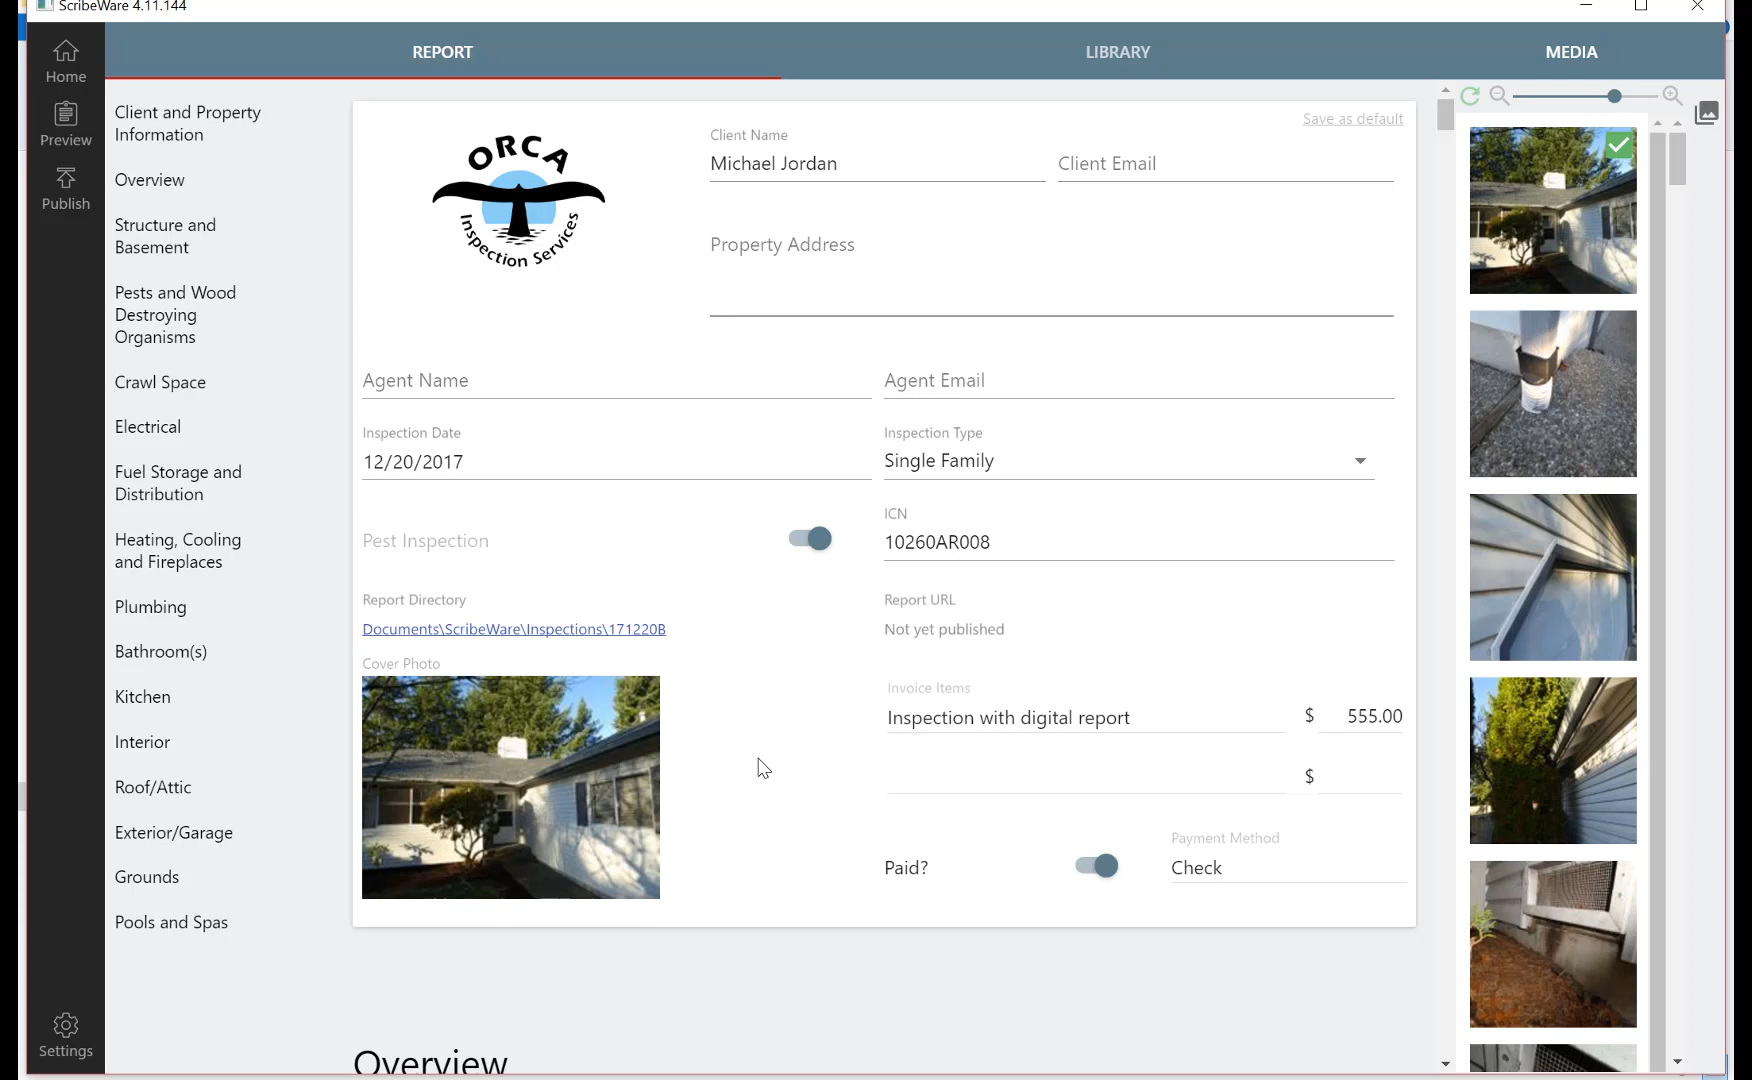 ScribeWare 4.11.144
Home
Preview
Publish
Settings
REPORT
LIBRARY
MEDIA
Client and Property
Information
Overview
Structure and
Basement
Pests and Wood
Destroying
Organisms
Crawl Space
Electrical
Fuel Storage and
Distribution
Heating, Cooling
and Fireplaces
Plumbing
Bathroom(s)
Kitchen
Interior
Roof/Attic
Exterior/Garage
Grounds
Pools and Spas
ORCA
Inspection Services
Save as default
Client Name
Michael Jordan
Client Email
Property Address
Agent Name
Agent Email
Inspection Date
12/20/2017
Inspection Type
Single Family
Pest Inspection
ICN
10260AR008
Report Directory
Documents\ScribeWare\Inspections\171220B
Report URL
Not yet published
Cover Photo
Invoice Items
Inspection with digital report $ 555.00
$
Paid?
Payment Method
Check
Overview